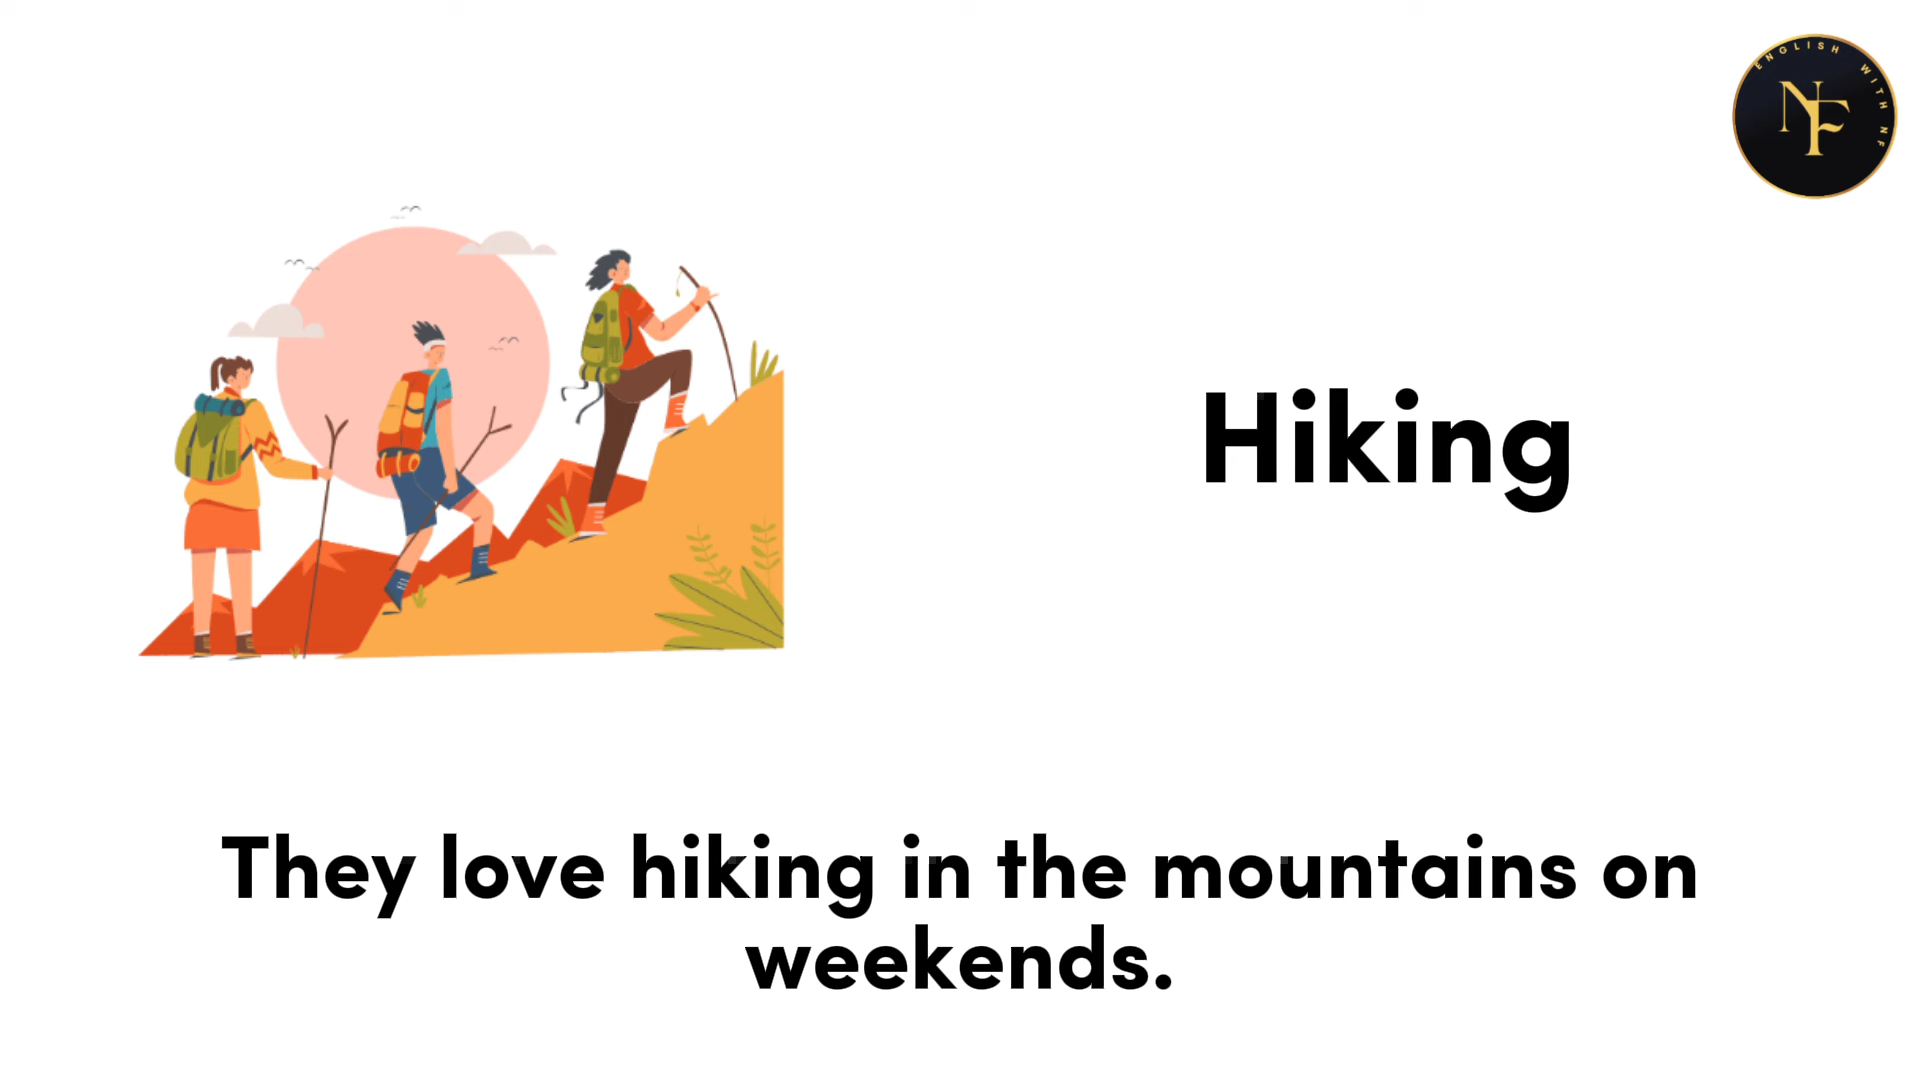 ENGLISH WITH NF
NF
Hiking
They love hiking in the mountains on
weekends.